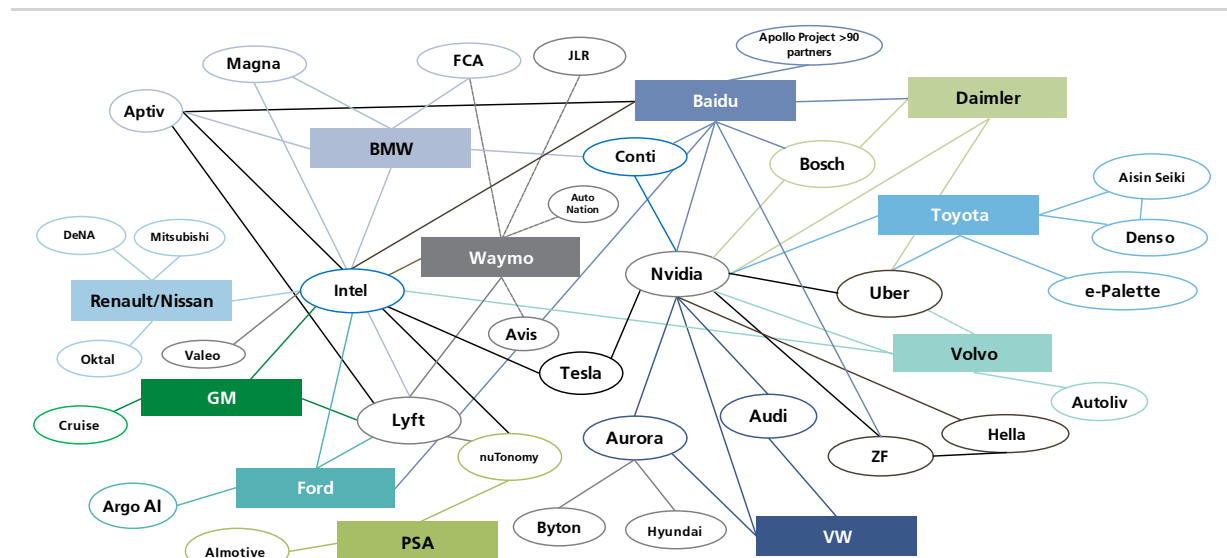 Apollo Project >90
partners
Magna
FCA
JLR
Baidu
Daimler
Aptiv
BMW
Conti
Bosch
Aisin Seiki
Auto
Nation
Toyota
DeNA
Mitsubishi
Denso
Waymo
Nvidia
Renault/Nissan
Intel
Uber
e-Palette
Avis
Oktal
Valeo
Volvo
Tesla
GM
Autoliv
Cruise
Lyft
Audi
Aurora
Hella
nuTonomy
ZF
Argo AI
Ford
Byton
Hyundai
VW
PSA
AImotive